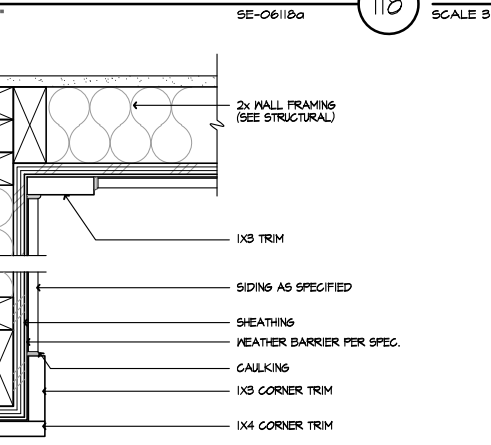 118
SE-06118a
SCALE 3
2x WALL FRAMING
(SEE STRUCTURAL)
1X3 TRIM
SIDING AS SPECIFIED
SHEATHING
WEATHER BARRIER PER SPEC.
CAULKING
1X3 CORNER TRIM
1X4 CORNER TRIM